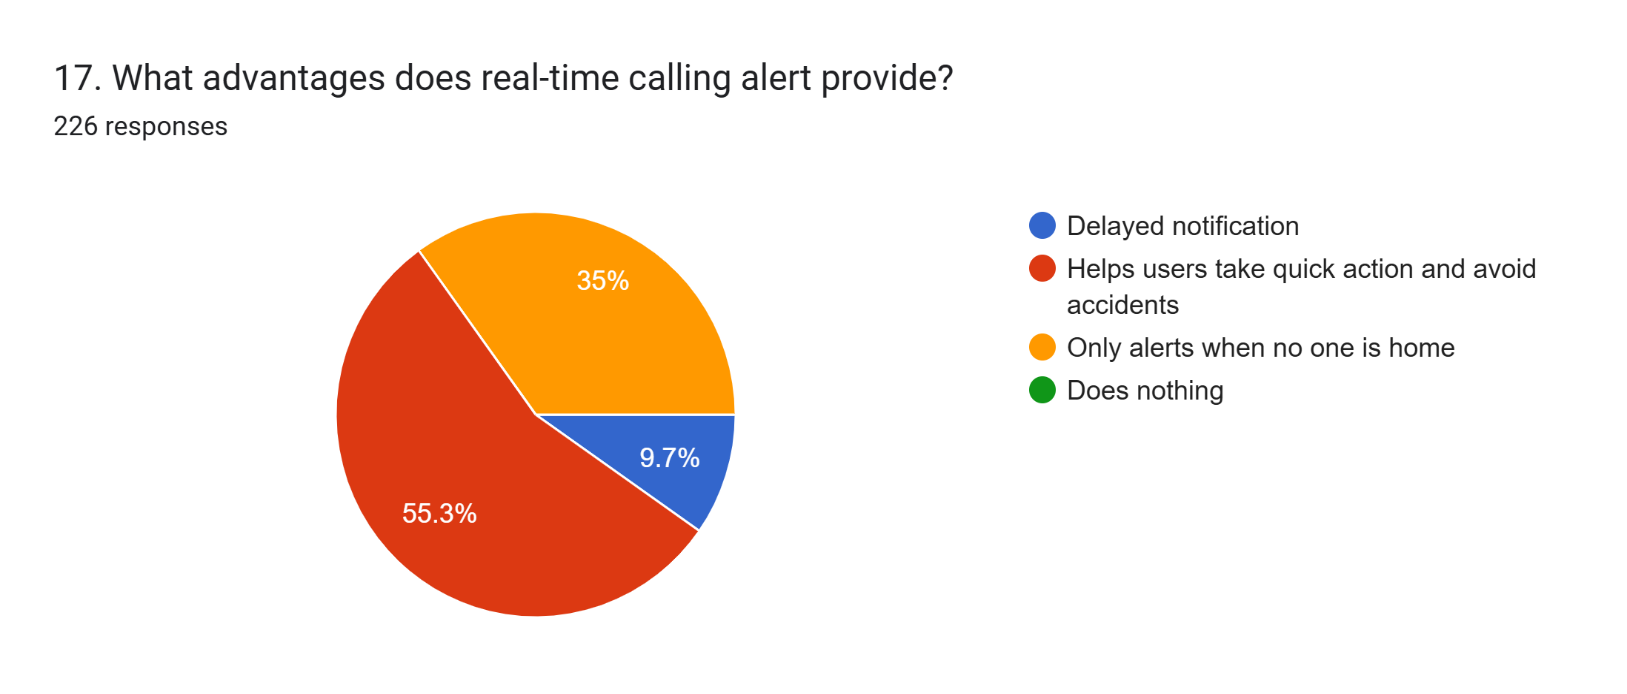 17. What advantages does real-time calling alert provide?
226 responses
35%
9.7%
55.3%
Delayed notification
Helps users take quick action and avoid
accidents
Only alerts when no one is home
Does nothing